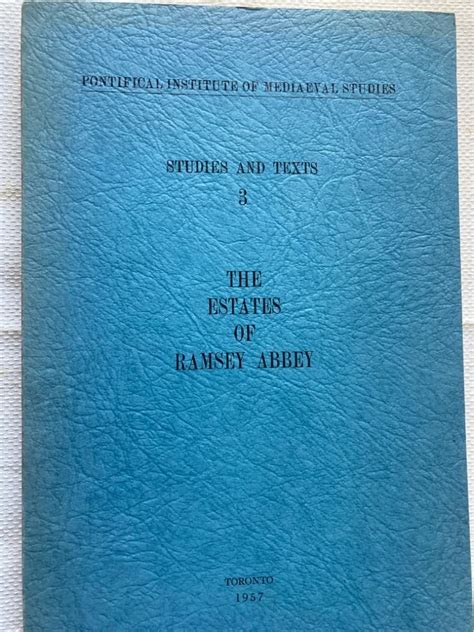 PONTIFICAL INSTITUTE OF MEDIAEVAL STUDIES
STUDIES AND TEXTS
3
THE
ESTATES
OF
RAMSEY ABBEY
TORONTO
1957